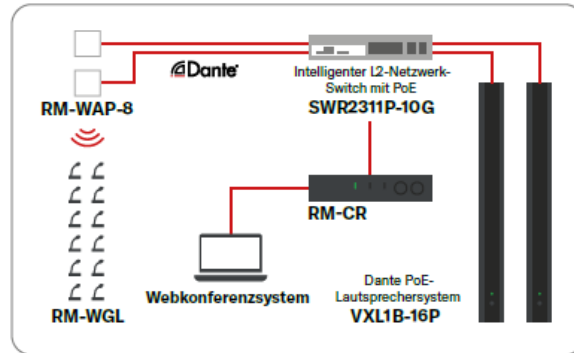 Dante
Intelligenter L2-Netzwerk-
Switch mit PoE
SWR2311P-10G
RM-WAP-8
RM-CR
Webkonferenzsystem
Dante PoE-
Lautsprechersystem
VXL1B-16P
RM-WGL